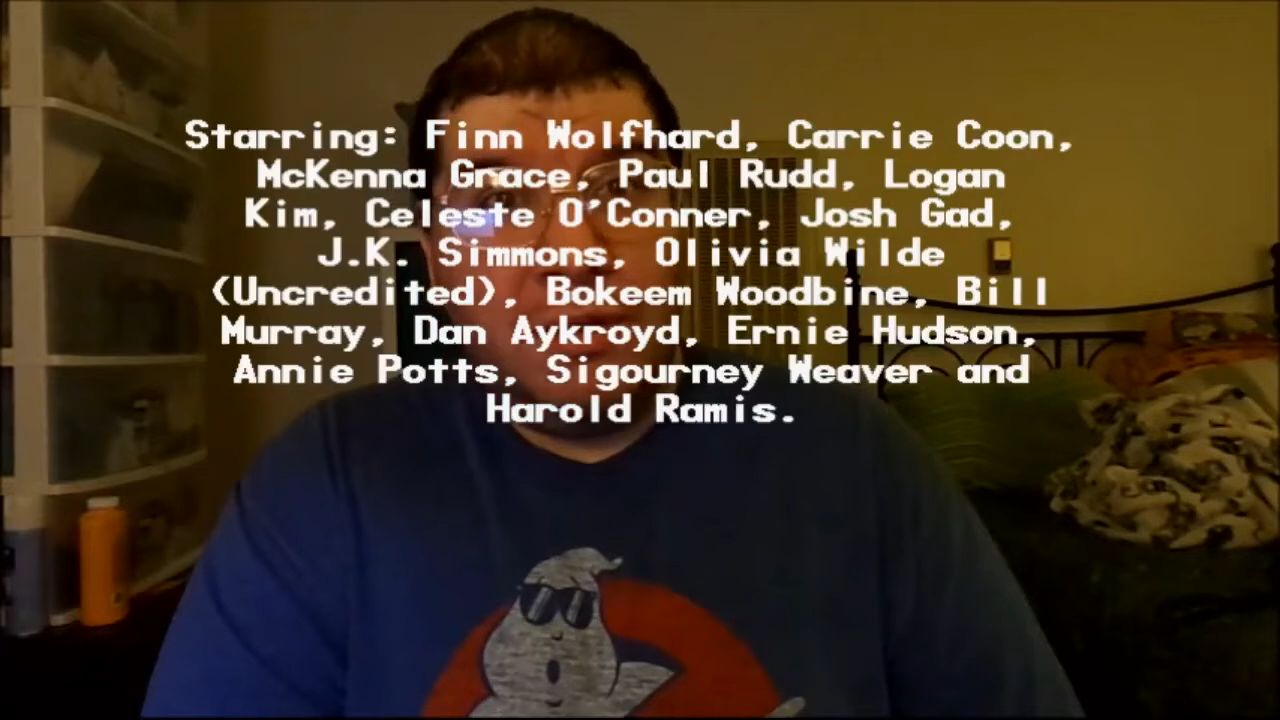 Starring: Finn Wolfhard, Carrie Coon,
McKenna Grace, Paul Rudd, Logan
Kim, Celeste O'Conner, Josh Gad,
J.K. Simmons, Olivia Wilde
(Uncredited), Bokeem Woodbine, Bill
Murray, Dan Aykroyd, Ernie Hudson,
Annie Potts, Sigourney Weaver and
Harold Ramis.